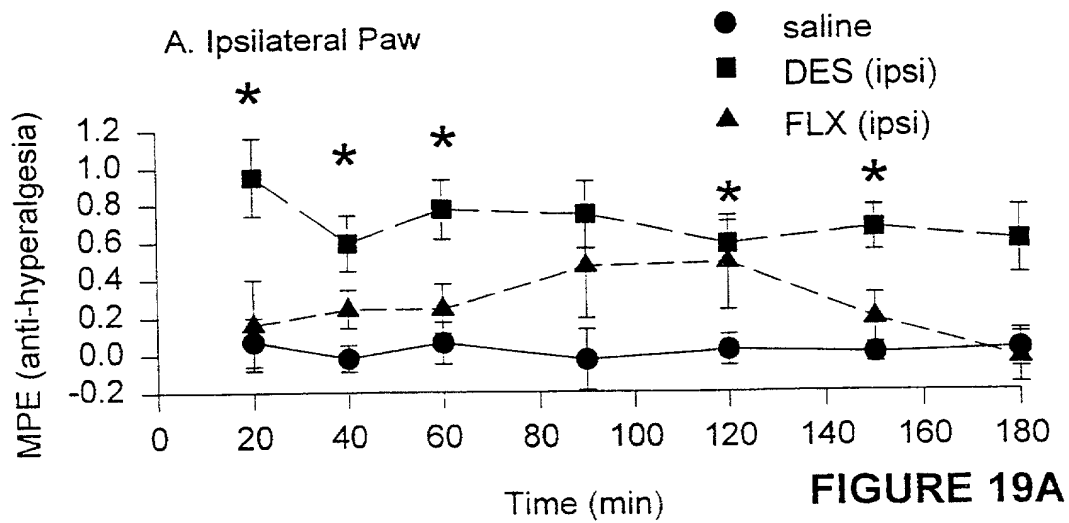 A. Ipsilateral Paw
saline
DES (ipsi)
FLX (ipsi)
*
*
*
*
*
MPE (anti-hyperalgesia)
1.2
1.0
0.8
0.6
0.4
0.2
0.0
-0.2
0 20 40 60 80 100 120 140 160 180
Time (min)
FIGURE 19A